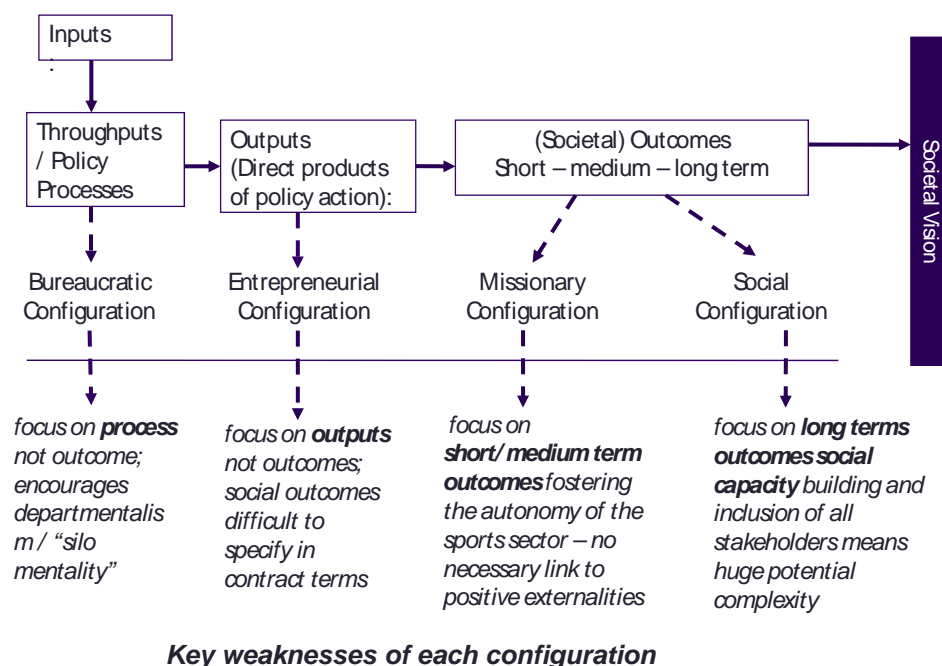 Inputs
:
Throughputs
/ Policy
Processes
Outputs
(Direct products
of policy action):
(Societal) Outcomes
Short – medium – long term
Societal Vision
Bureaucratic
Configuration
Entrepreneurial
Configuration
Missionary
Configuration
Social
Configuration
focus on process
not outcome;
encourages
departmentalis
m / “silo
mentality”
focus on outputs
not outcomes;
social outcomes
difficult to
specify in
contract terms
focus on
short/ medium term
outcomes fostering
the autonomy of the
sports sector – no
necessary link to
positive externalities
focus on long terms
outcomes social
capacity building and
inclusion of all
stakeholders means
huge potential
complexity
Key weaknesses of each configuration